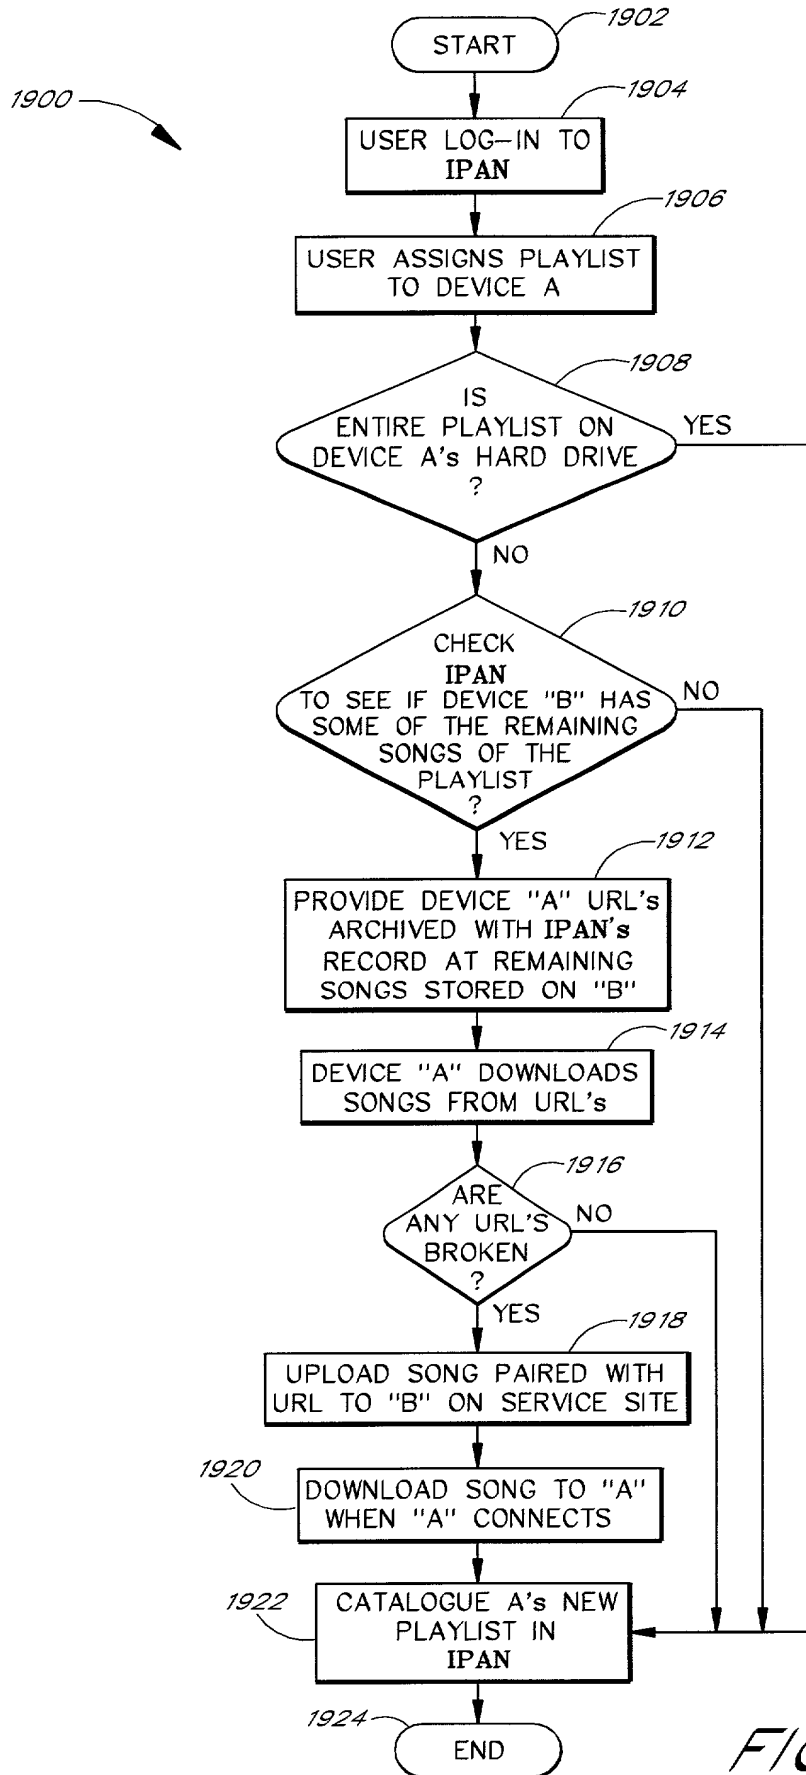 1902
START
1900
1904
USER LOG-IN TO
IPAN
1906
USER ASSIGNS PLAYLIST
TO DEVICE A
1908
IS
ENTIRE PLAYLIST ON
DEVICE A's HARD DRIVE
?
YES
NO
1910
CHECK
IPAN
TO SEE IF DEVICE "B" HAS
SOME OF THE REMAINING
SONGS OF THE
PLAYLIST
?
NO
YES
1912
PROVIDE DEVICE "A" URL's
ARCHIVED WITH IPAN's
RECORD AT REMAINING
SONGS STORED ON "B"
1914
DEVICE "A" DOWNLOADS
SONGS FROM URL's
1916
ARE
ANY URL'S
BROKEN
?
NO
YES
1918
UPLOAD SONG PAIRED WITH
URL TO "B" ON SERVICE SITE
1920
DOWNLOAD SONG TO "A"
WHEN "A" CONNECTS
1922
CATALOGUE A's NEW
PLAYLIST IN
IPAN
1924
END